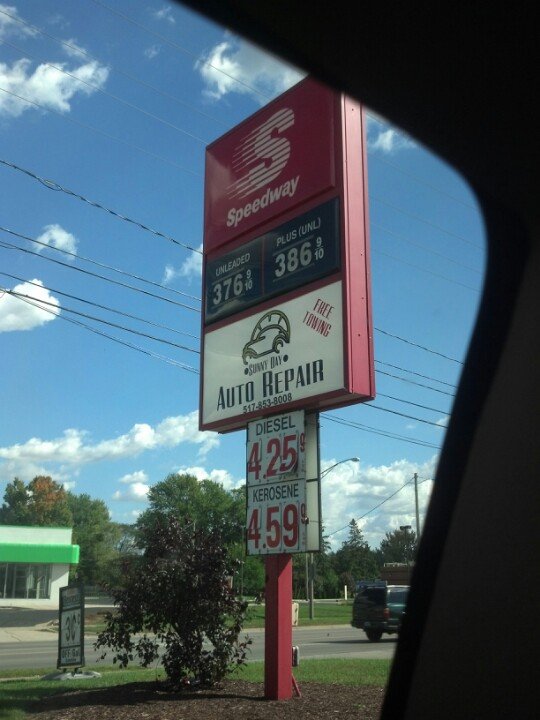 S
Speedway
UNLEADED
376 9/10
PLUS (UNL)
386 9/10
FREE
TOWING
SUNNY DAY
AUTO REPAIR
517-853-8008
DIESEL
4.25 9
KEROSENE
4.59 9